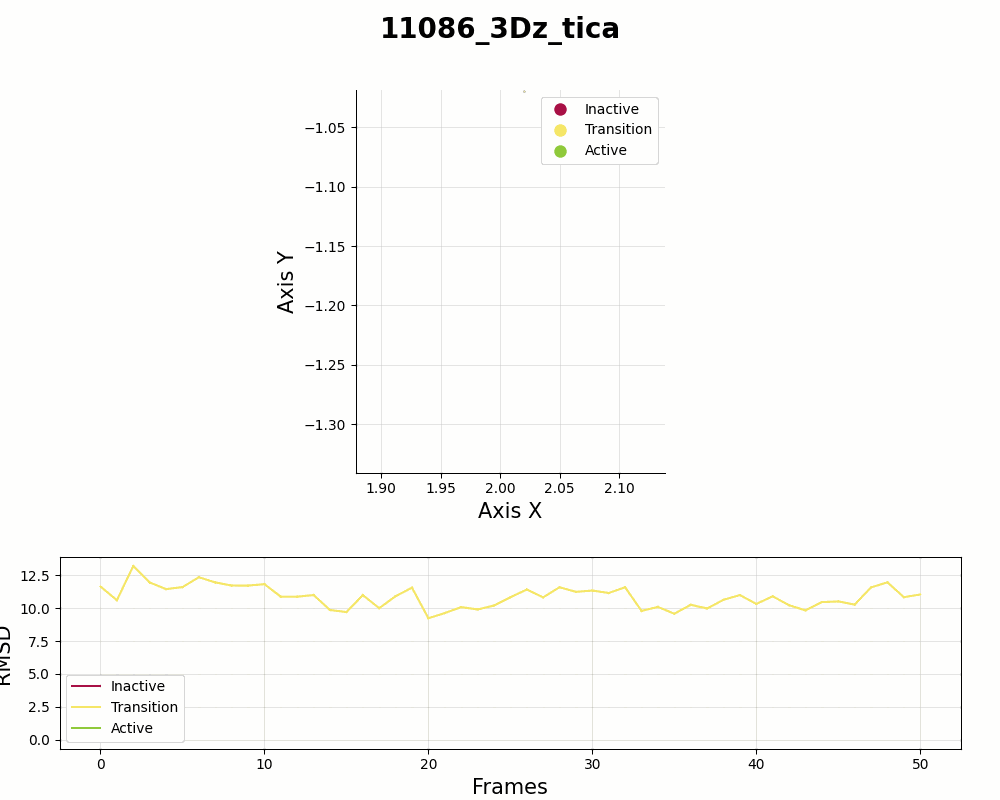 11086_3Dz_tica
Inactive
Transition
Active
−1.05
−1.10
−1.15
−1.20
−1.25
−1.30
Axis Y
1.90 1.95 2.00 2.05 2.10
Axis X
12.5
10.0
7.5
5.0
2.5
0.0
RMSD
Inactive
Transition
Active
0 10 20 30 40 50
Frames